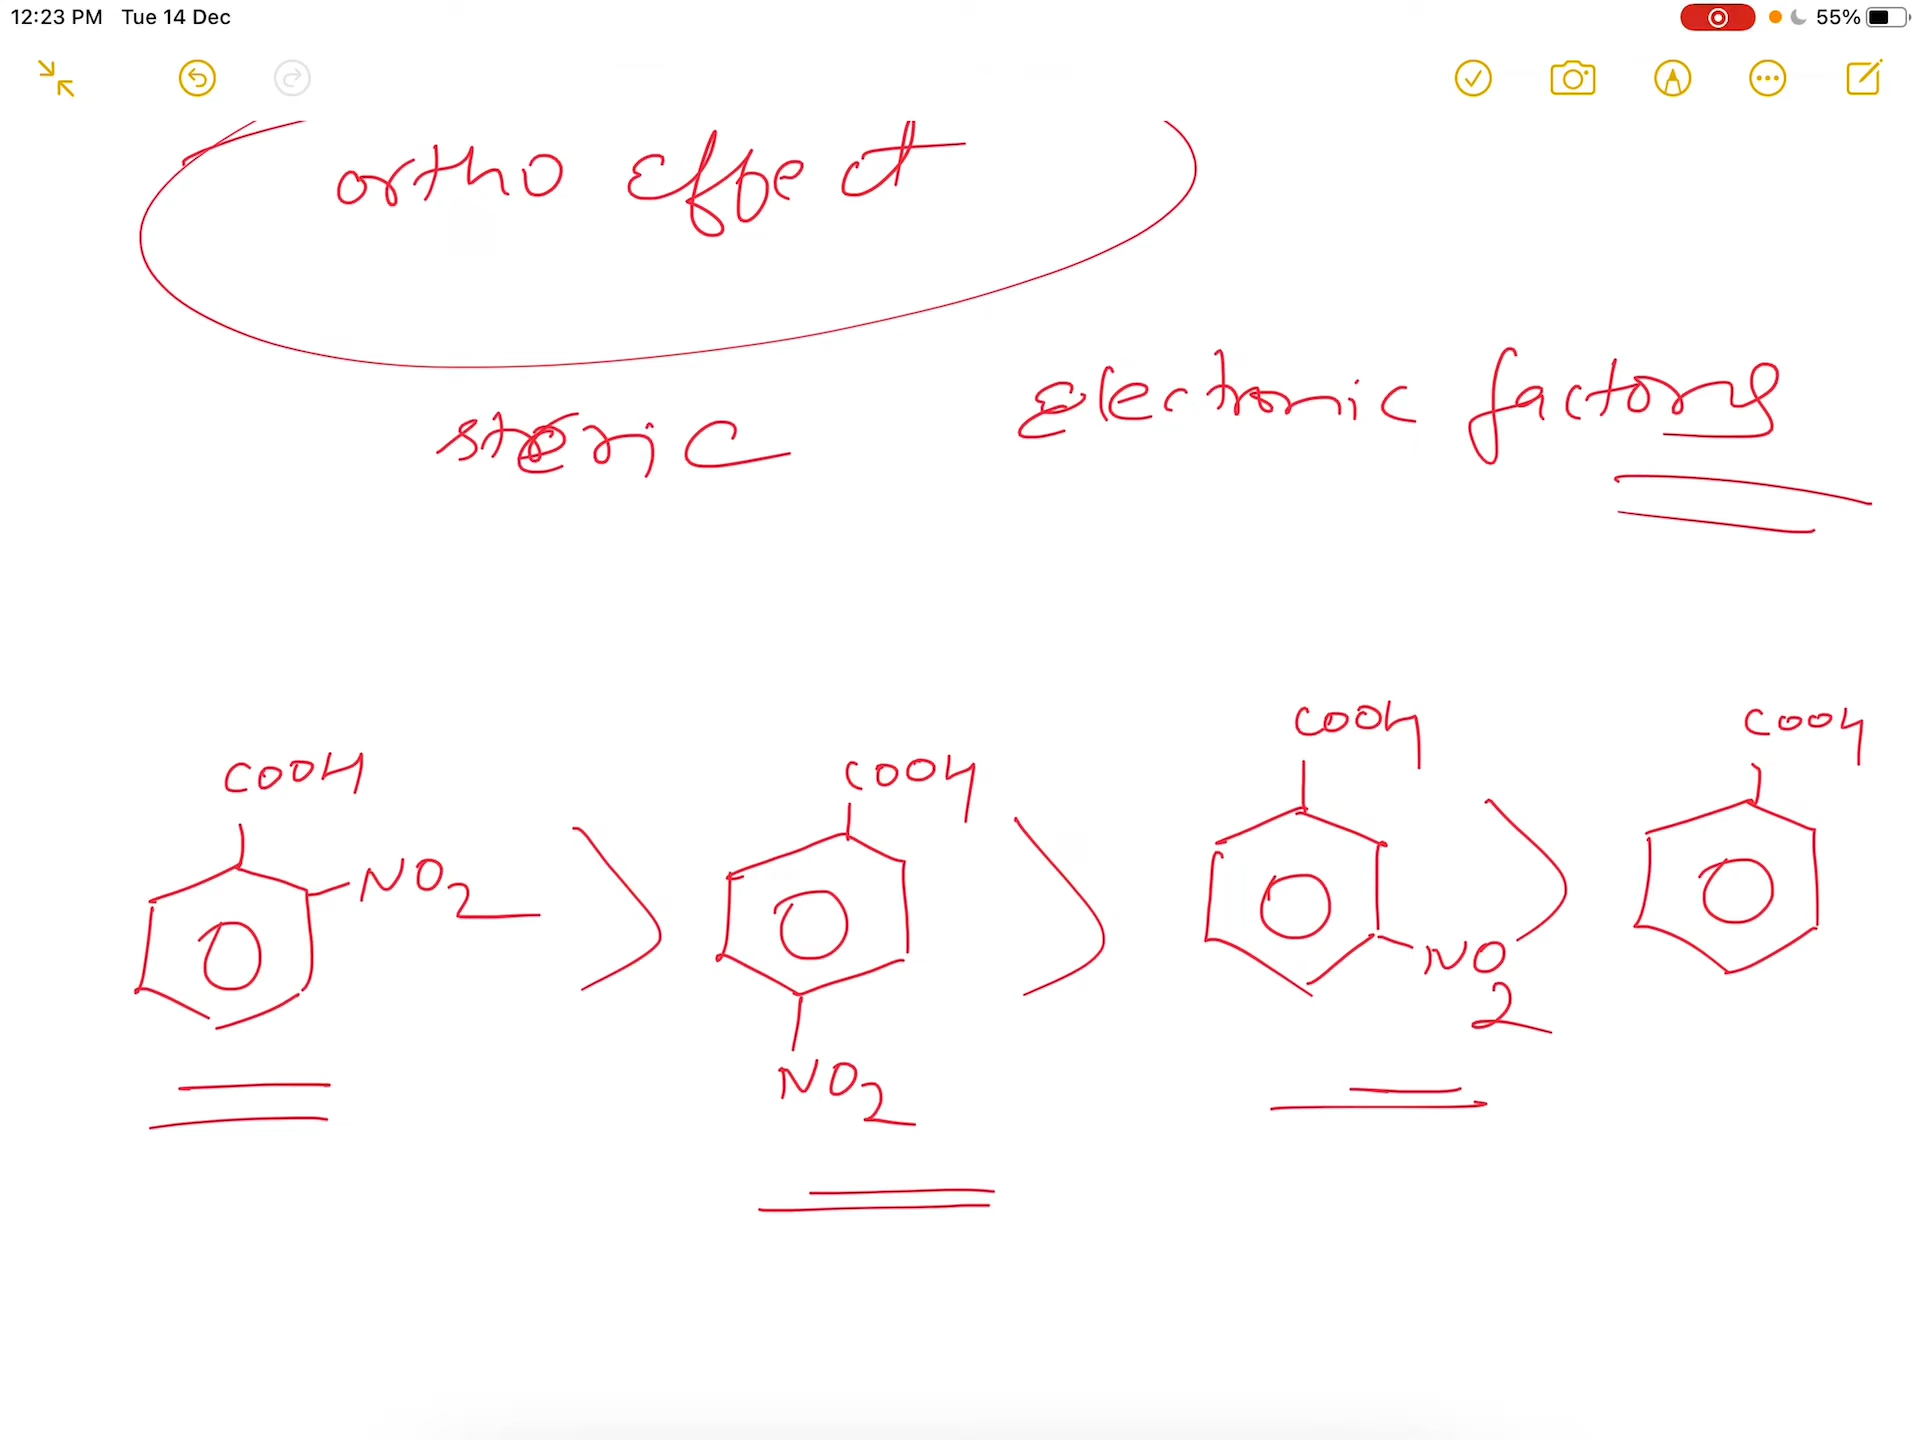 12:23 PM Tue 14 Dec 55%
ortho effect
steric electronic factors
COOH COOH COOH COOH
NO2 NO2 NO2